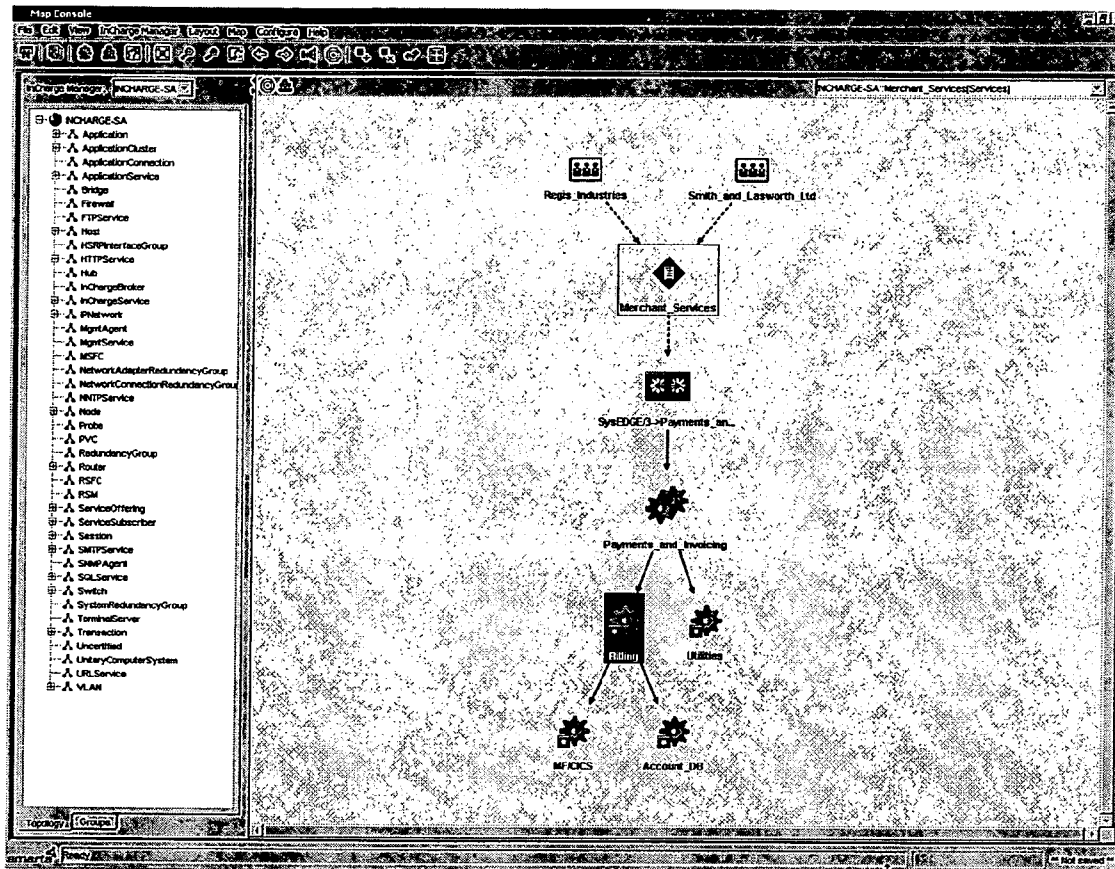 Map Console
File Edit View InCharge Manager Layout Map Configure Help
InCharge Manager: INCHARGE-SA
INCHARGE-SA::Merchant_Services[Services]
INCHARGE-SA
Application
ApplicationCluster
ApplicationConnection
ApplicationService
Bridge
Firewall
FTPService
Host
HSRPInterfaceGroup
HTTPService
Hub
InChargeBroker
InChargeService
IPNetwork
MgmtAgent
MgmtService
MSFC
NetworkAdapterRedundancyGroup
NetworkConnectionRedundancyGrou
NNTPService
Node
Probe
PVC
RedundancyGroup
Router
RSFC
RSM
ServiceOffering
ServiceSubscriber
Session
SMTPService
SNMPAgent
SQLService
Switch
SystemRedundancyGroup
TerminalServer
Transaction
Uncertified
UnitaryComputerSystem
URLService
VLAN
Topology Groups
Regis_Industries
Smith_and_Lasworth_Ltd
Merchant_Services
SysEDGE/3->Payments_an...
Payments_and_Invoicing
Billing
Utilities
MF/CICS
Account_DB
smarts
Ready
** Not saved **